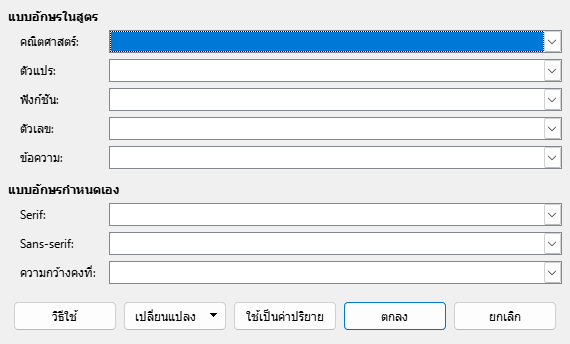 แบบอักษรในสูตร
คณิตศาสตร์:
ตัวแปร:
ฟังก์ชัน:
ตัวเลข:
ข้อความ:
แบบอักษรกำหนดเอง
Serif:
Sans-serif:
ความกว้างคงที่:
วิธีใช้ เปลี่ยนแปลง ใช้เป็นค่าปริยาย ตกลง ยกเลิก